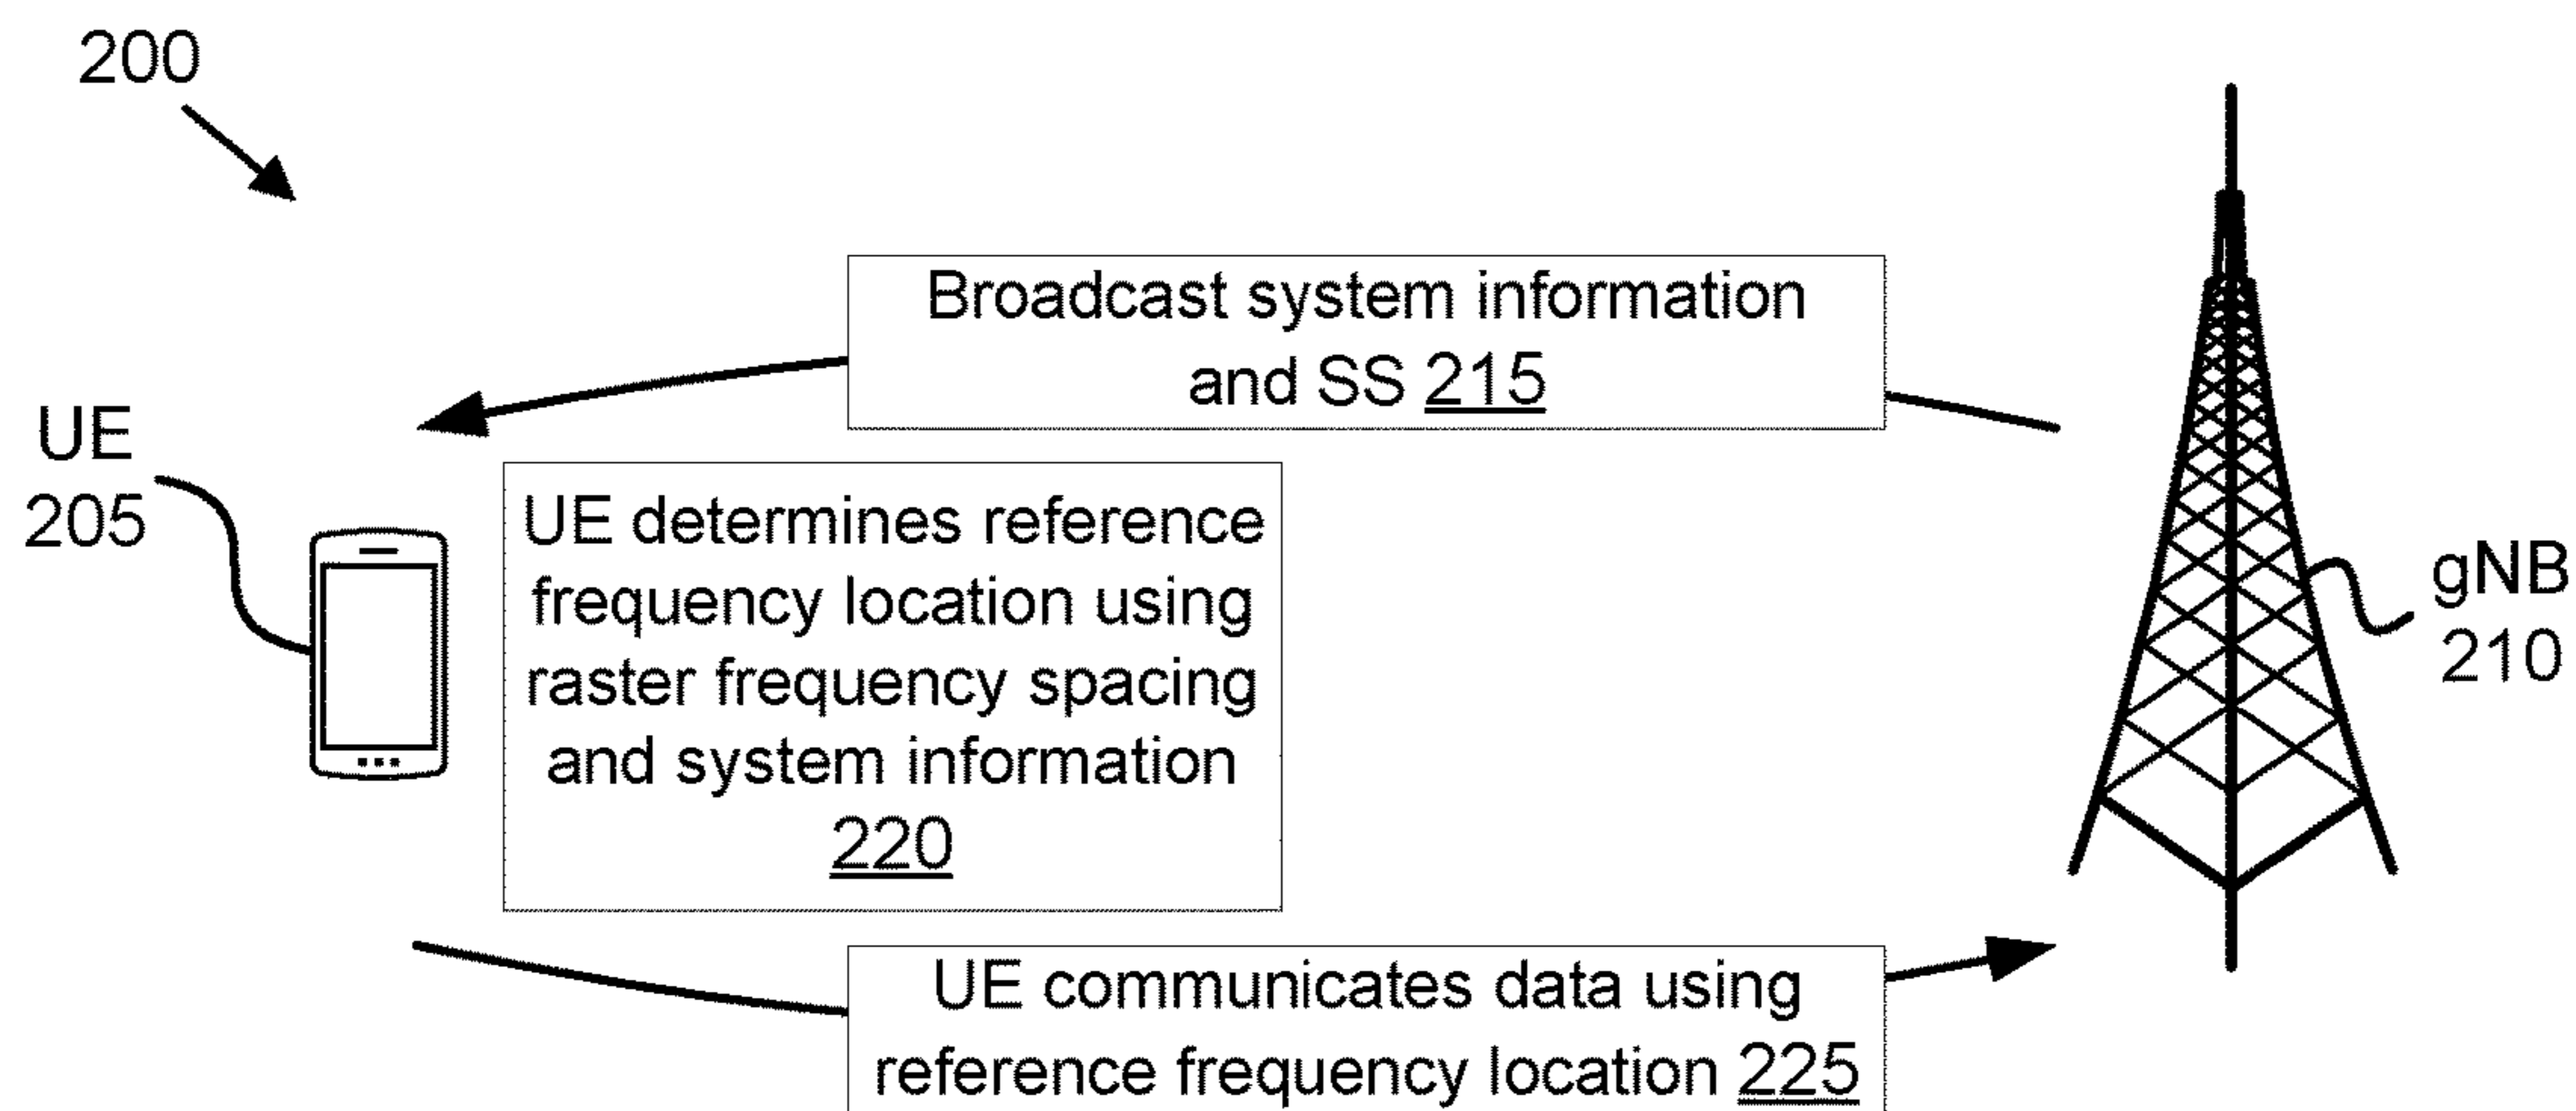 200
Broadcast system information
and SS 215
UE
205
UE determines reference
frequency location using
raster frequency spacing
and system information
220
gNB
210
UE communicates data using
reference frequency location 225